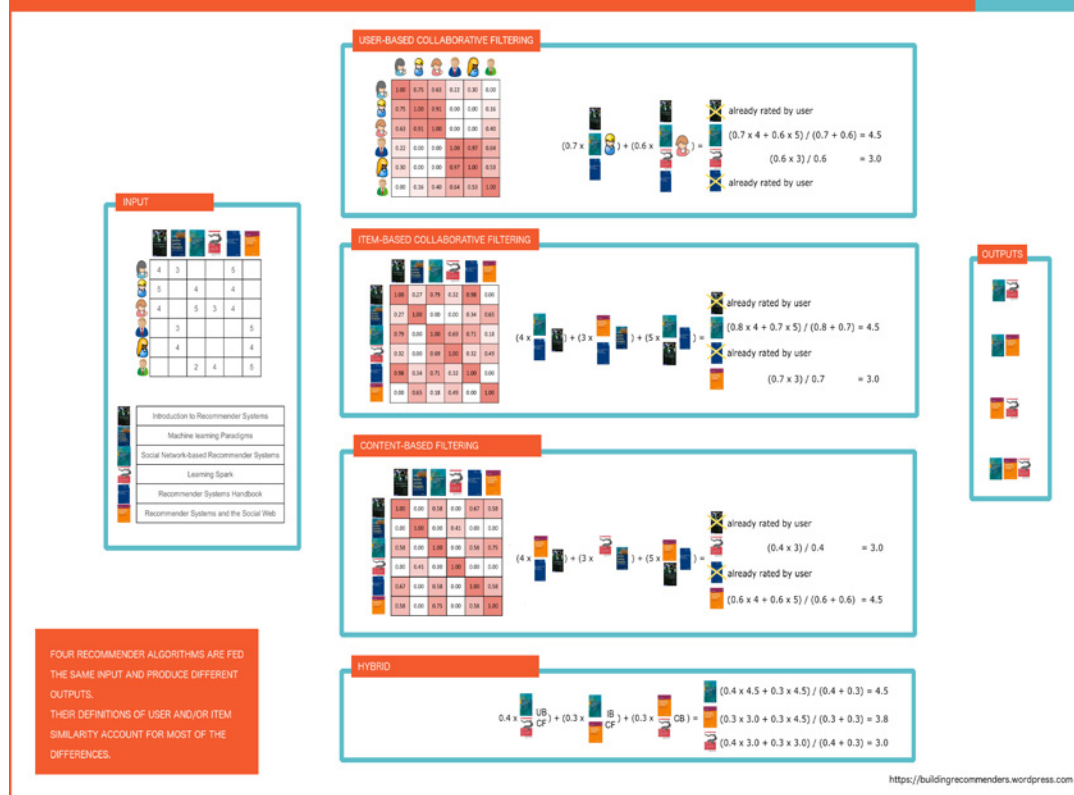 USER-BASED COLLABORATIVE FILTERING
1.00 0.75 0.63 0.22 0.30 0.00
0.75 1.00 0.91 0.00 0.00 0.16
0.63 0.91 1.00 0.00 0.00 0.40
0.22 0.00 0.00 1.00 0.97 0.64
0.30 0.00 0.00 0.97 1.00 0.53
0.00 0.16 0.40 0.64 0.53 1.00
(0.7 x ) + (0.6 x ) =
already rated by user
(0.7 x 4 + 0.6 x 5) / (0.7 + 0.6) = 4.5
(0.6 x 3) / 0.6 = 3.0
already rated by user
INPUT
4 3 5
5 4 4
4 5 3 4
3 5
4 4
2 4 5
Introduction to Recommender Systems
Machine learning Paradigms
Social Network-based Recommender Systems
Learning Spark
Recommender Systems Handbook
Recommender Systems and the Social Web
ITEM-BASED COLLABORATIVE FILTERING
1.00 0.27 0.79 0.32 0.98 0.00
0.27 1.00 0.00 0.00 0.34 0.65
0.79 0.00 1.00 0.69 0.71 0.18
0.32 0.00 0.69 1.00 0.32 0.49
0.98 0.34 0.71 0.32 1.00 0.00
0.00 0.65 0.18 0.49 0.00 1.00
(4 x ) + (3 x ) + (5 x ) =
already rated by user
(0.8 x 4 + 0.7 x 5) / (0.8 + 0.7) = 4.5
already rated by user
(0.7 x 3) / 0.7 = 3.0
OUTPUTS
CONTENT-BASED FILTERING
1.00 0.00 0.58 0.00 0.67 0.58
0.00 1.00 0.00 0.41 0.00 0.00
0.58 0.00 1.00 0.00 0.58 0.75
0.00 0.41 0.00 1.00 0.00 0.00
0.67 0.00 0.58 0.00 1.00 0.58
0.58 0.00 0.75 0.00 0.58 1.00
(4 x ) + (3 x ) + (5 x ) =
already rated by user
(0.4 x 3) / 0.4 = 3.0
already rated by user
(0.6 x 4 + 0.6 x 5) / (0.6 + 0.6) = 4.5
FOUR RECOMMENDER ALGORITHMS ARE FED
THE SAME INPUT AND PRODUCE DIFFERENT
OUTPUTS.
THEIR DEFINITIONS OF USER AND/OR ITEM
SIMILARITY ACCOUNT FOR MOST OF THE
DIFFERENCES.
HYBRID
0.4 x UB CF ) + (0.3 x IB CF ) + (0.3 x CB ) =
(0.4 x 4.5 + 0.3 x 4.5) / (0.4 + 0.3) = 4.5
(0.3 x 3.0 + 0.3 x 4.5) / (0.3 + 0.3) = 3.8
(0.4 x 3.0 + 0.3 x 3.0) / (0.4 + 0.3) = 3.0
https://buildingrecommenders.wordpress.com